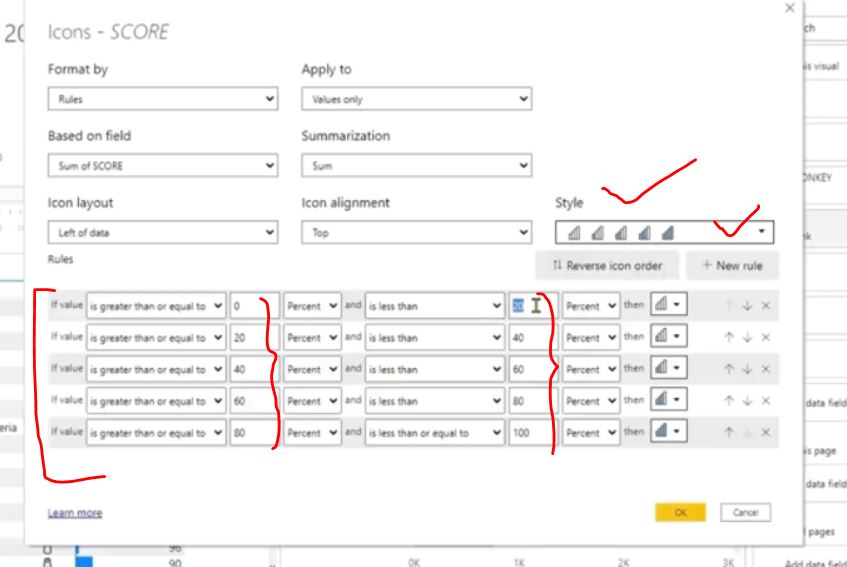 20
Icons - SCORE
ch
Format by
Apply to
is visual
Rules
Values only
Based on field
Summarization
Sum of SCORE
Sum
ONKEY
Icon layout
Icon alignment
Style
Left of data
Top
nk
Rules
Reverse icon order
+ New rule
If value is greater than or equal to 0 Percent and is less than 20 Percent then
If value is greater than or equal to 20 Percent and is less than 40 Percent then
If value is greater than or equal to 40 Percent and is less than 60 Percent then
If value is greater than or equal to 60 Percent and is less than 80 Percent then
data field
eria
If value is greater than or equal to 80 Percent and is less than or equal to 100 Percent then
is page
data field
Learn more
OK
Cancel
pages
96
90
0K
1K
2K
3K
Add data field